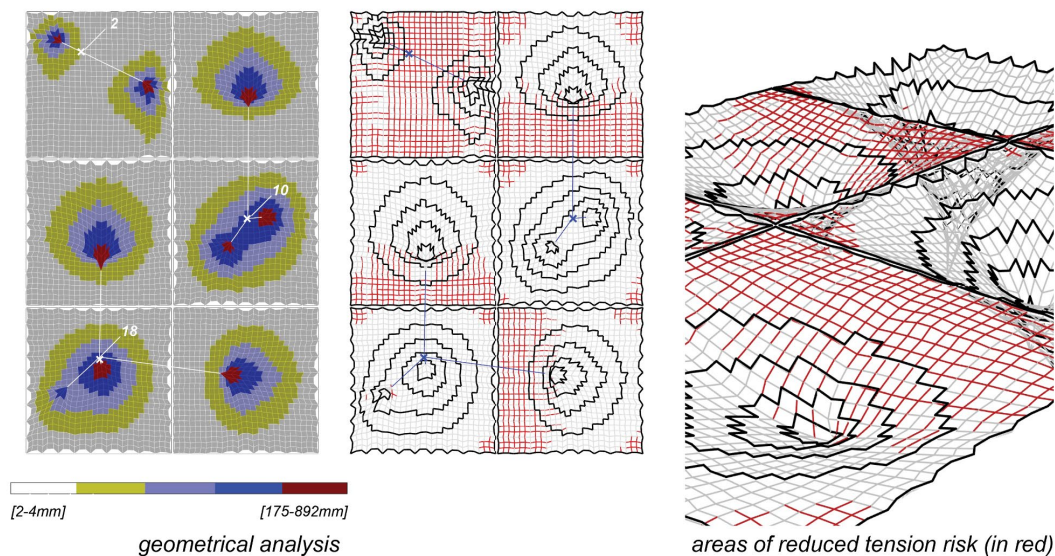 2
10
18
[2-4mm]
[175-892mm]
geometrical analysis
areas of reduced tension risk (in red)